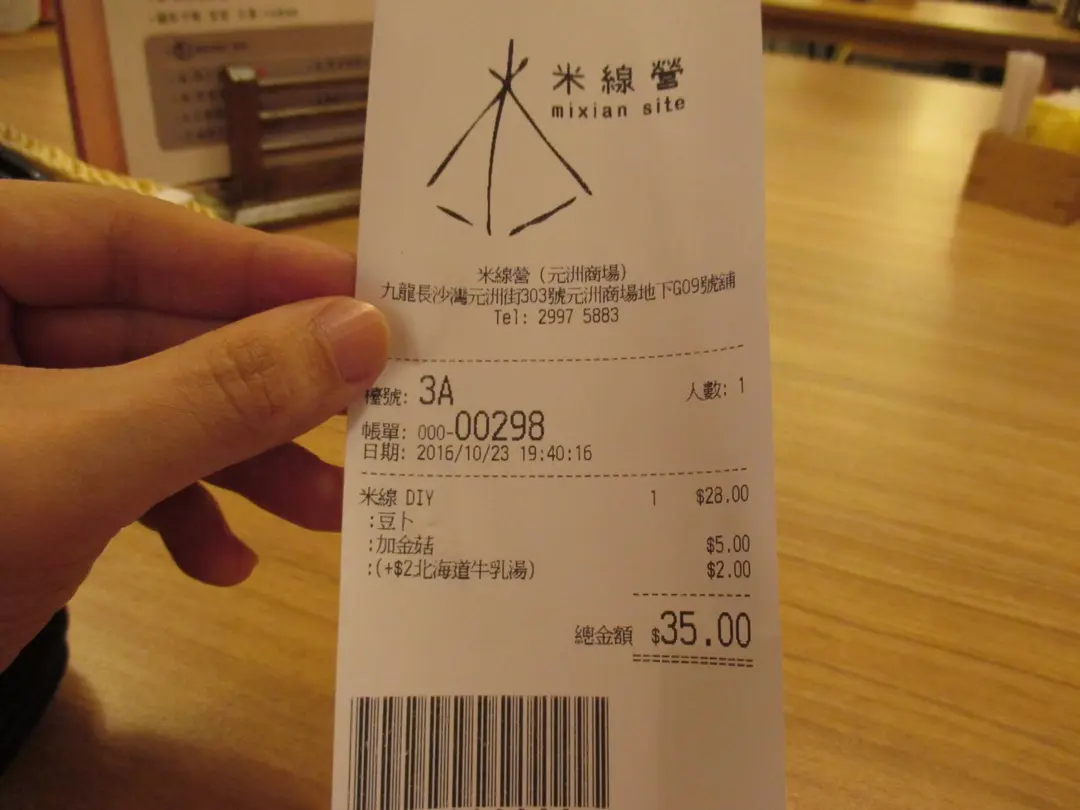 米線營
mixian site
米線營 (元洲商場)
九龍長沙灣元洲街303號元洲商場地下G09號舖
Tel: 2997 5883
檯號: 3A 人數: 1
帳單: 000-00298
日期: 2016/10/23 19:40:16
米線 DIY 1 $28.00
:豆卜
:加金菇 $5.00
:(+$2北海道牛乳湯) $2.00
總金額 $35.00